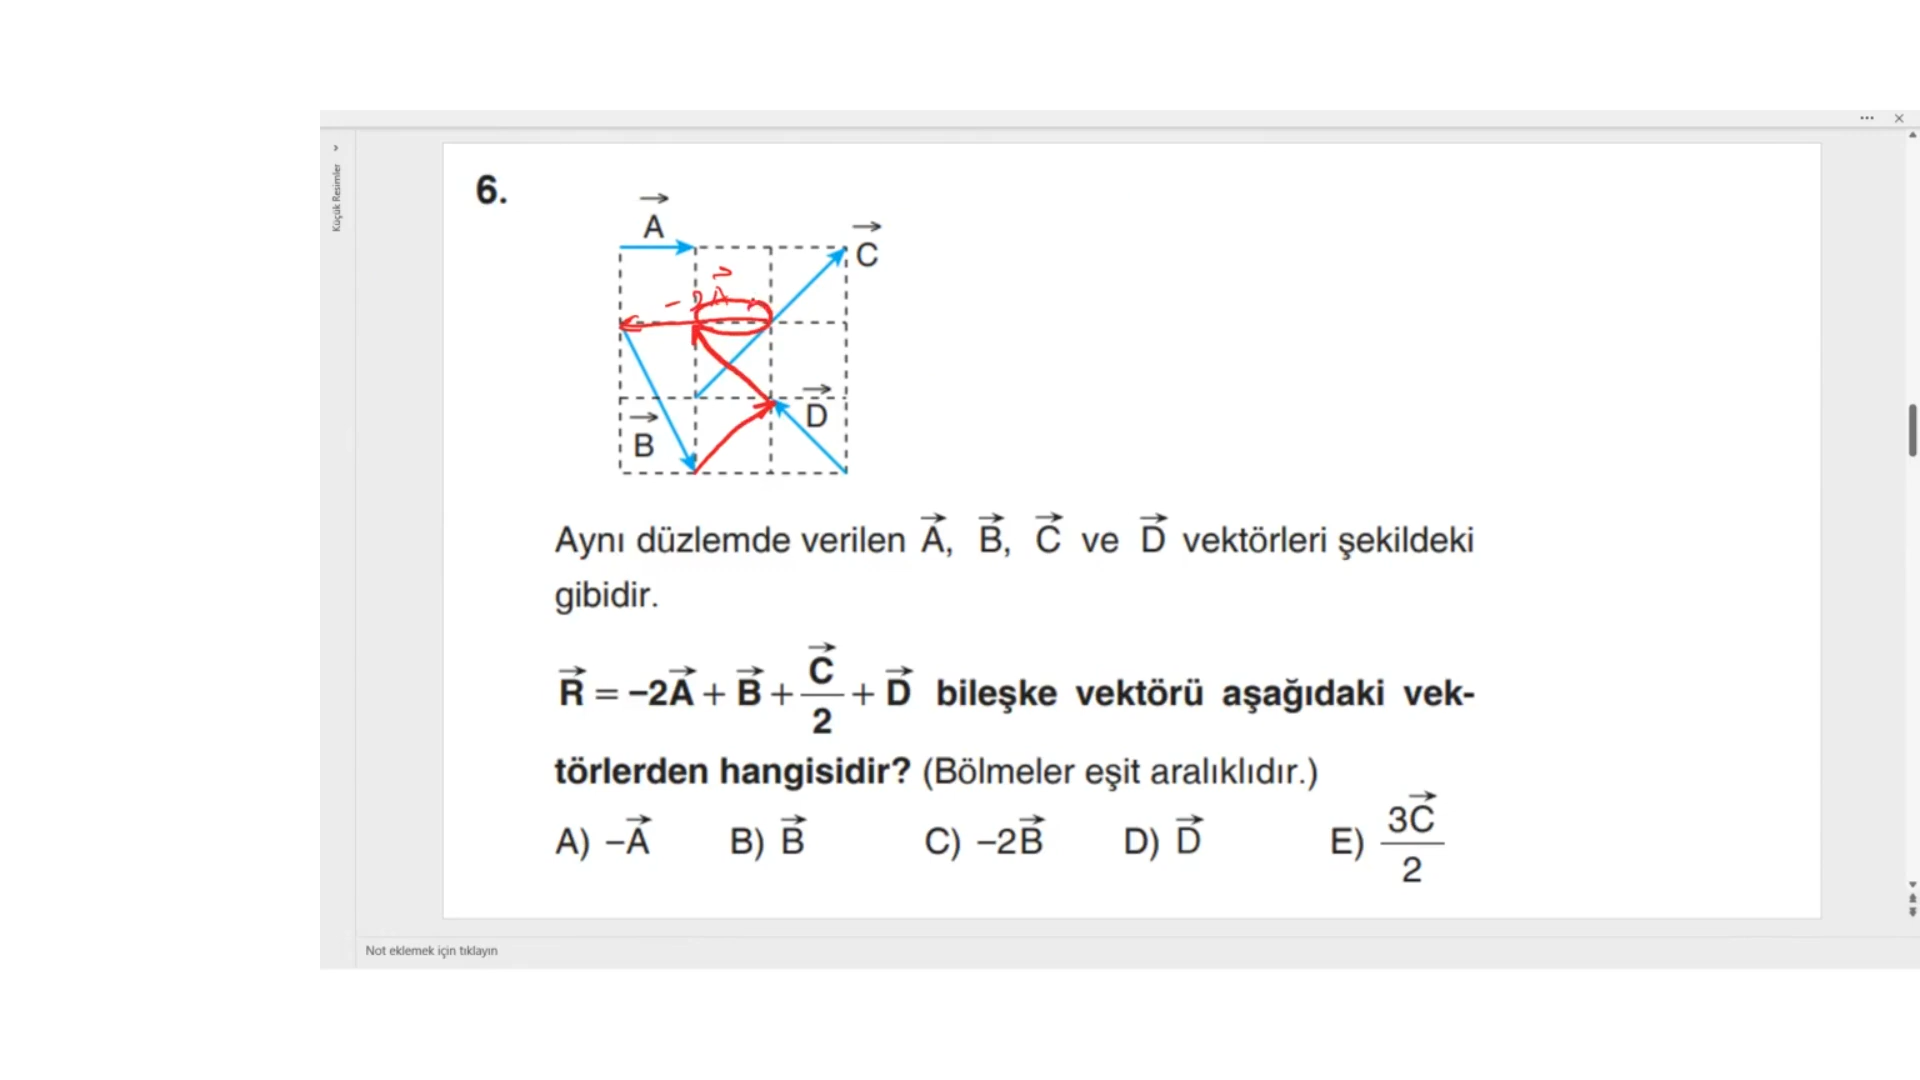 Küçük Resimler
6.
A
C
-2A
D
B
Aynı düzlemde verilen A, B, C ve D vektörleri şekildeki
gibidir.
R = –2A + B + C/2 + D bileşke vektörü aşağıdaki vek-
törlerden hangisidir? (Bölmeler eşit aralıklıdır.)
A) –A B) B C) –2B D) D E) 3C/2
Not eklemek için tıklayın